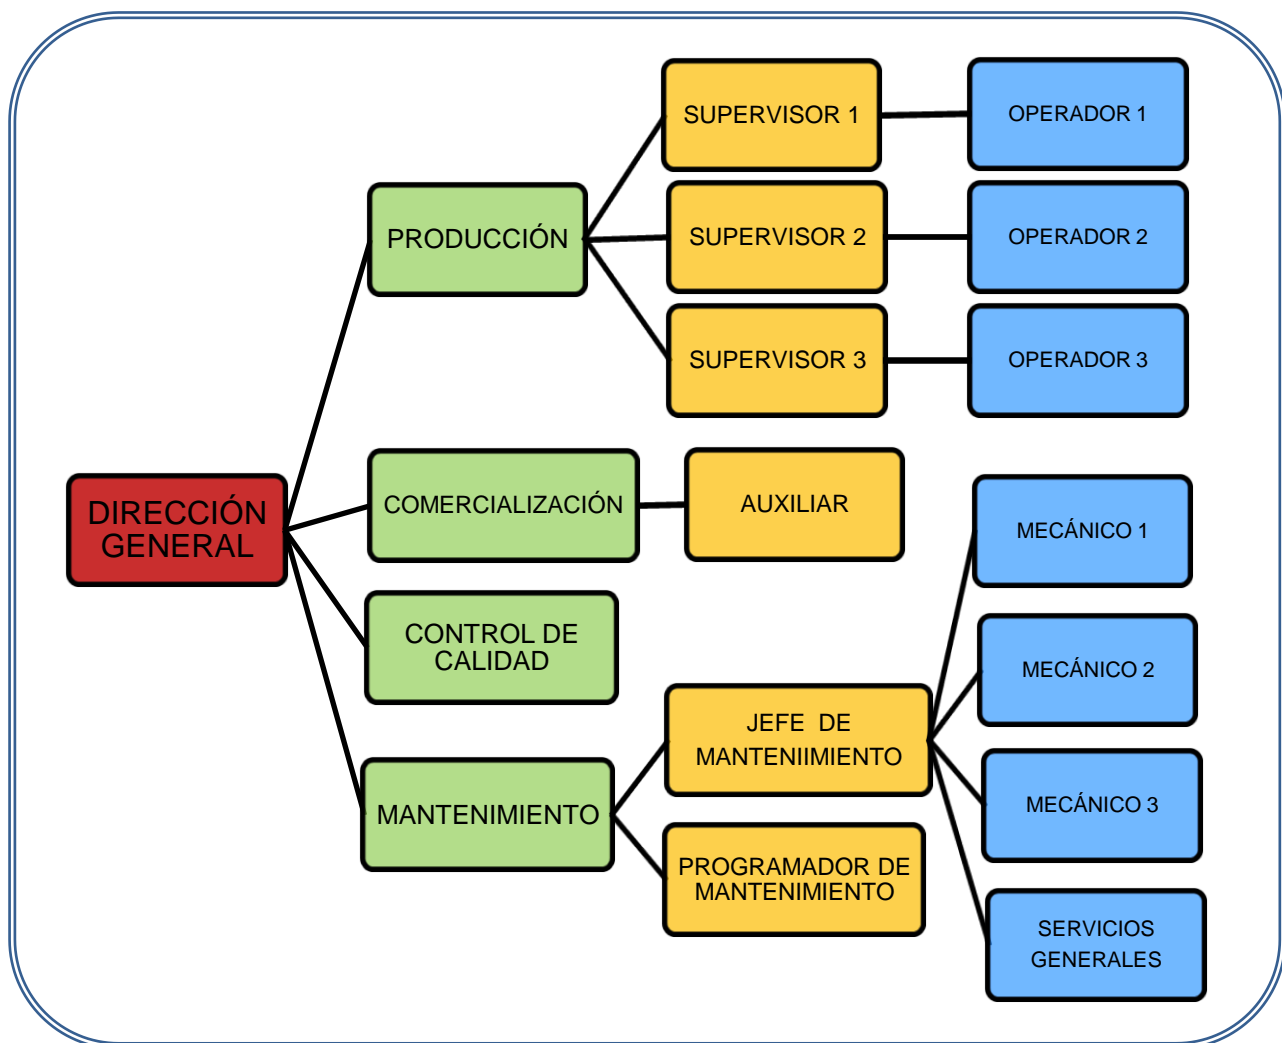 SUPERVISOR 1
OPERADOR 1
PRODUCCIÓN
SUPERVISOR 2
OPERADOR 2
SUPERVISOR 3
OPERADOR 3
DIRECCIÓN
GENERAL
COMERCIALIZACIÓN
AUXILIAR
MECÁNICO 1
CONTROL DE
CALIDAD
MECÁNICO 2
JEFE DE
MANTENIIMIENTO
MANTENIMIENTO
MECÁNICO 3
PROGRAMADOR DE
MANTENIMIENTO
SERVICIOS
GENERALES